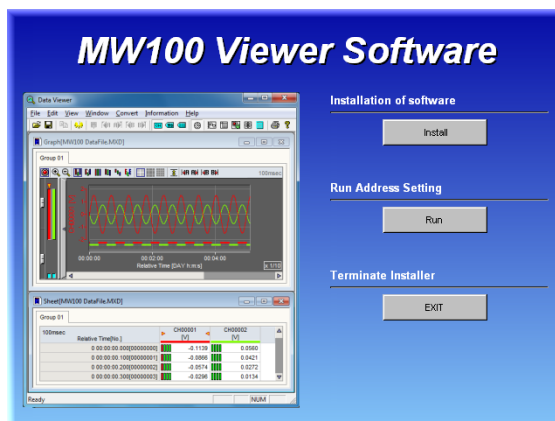 MW100 Viewer Software
Data Viewer
File Edit View Window Convert Information Help
Graph[MW100 DataFile.MXD]
Group 01
100msec
00:00:00 00:02:00 00:04:00
Relative Time [DAY h:m:s]
x 1/10
Sheet[MW100 DataFile.MXD]
Group 01
100msec
CH00001 CH00002
Relative Time[No.] [V] [V]
0 00:00:00.000[00000000] -0.1139 0.0560
0 00:00:00.100[00000001] -0.0866 0.0421
0 00:00:00.200[00000002] -0.0574 0.0272
0 00:00:00.300[00000003] -0.0296 0.0134
Ready NUM
Installation of software
Install
Run Address Setting
Run
Terminate Installer
EXIT